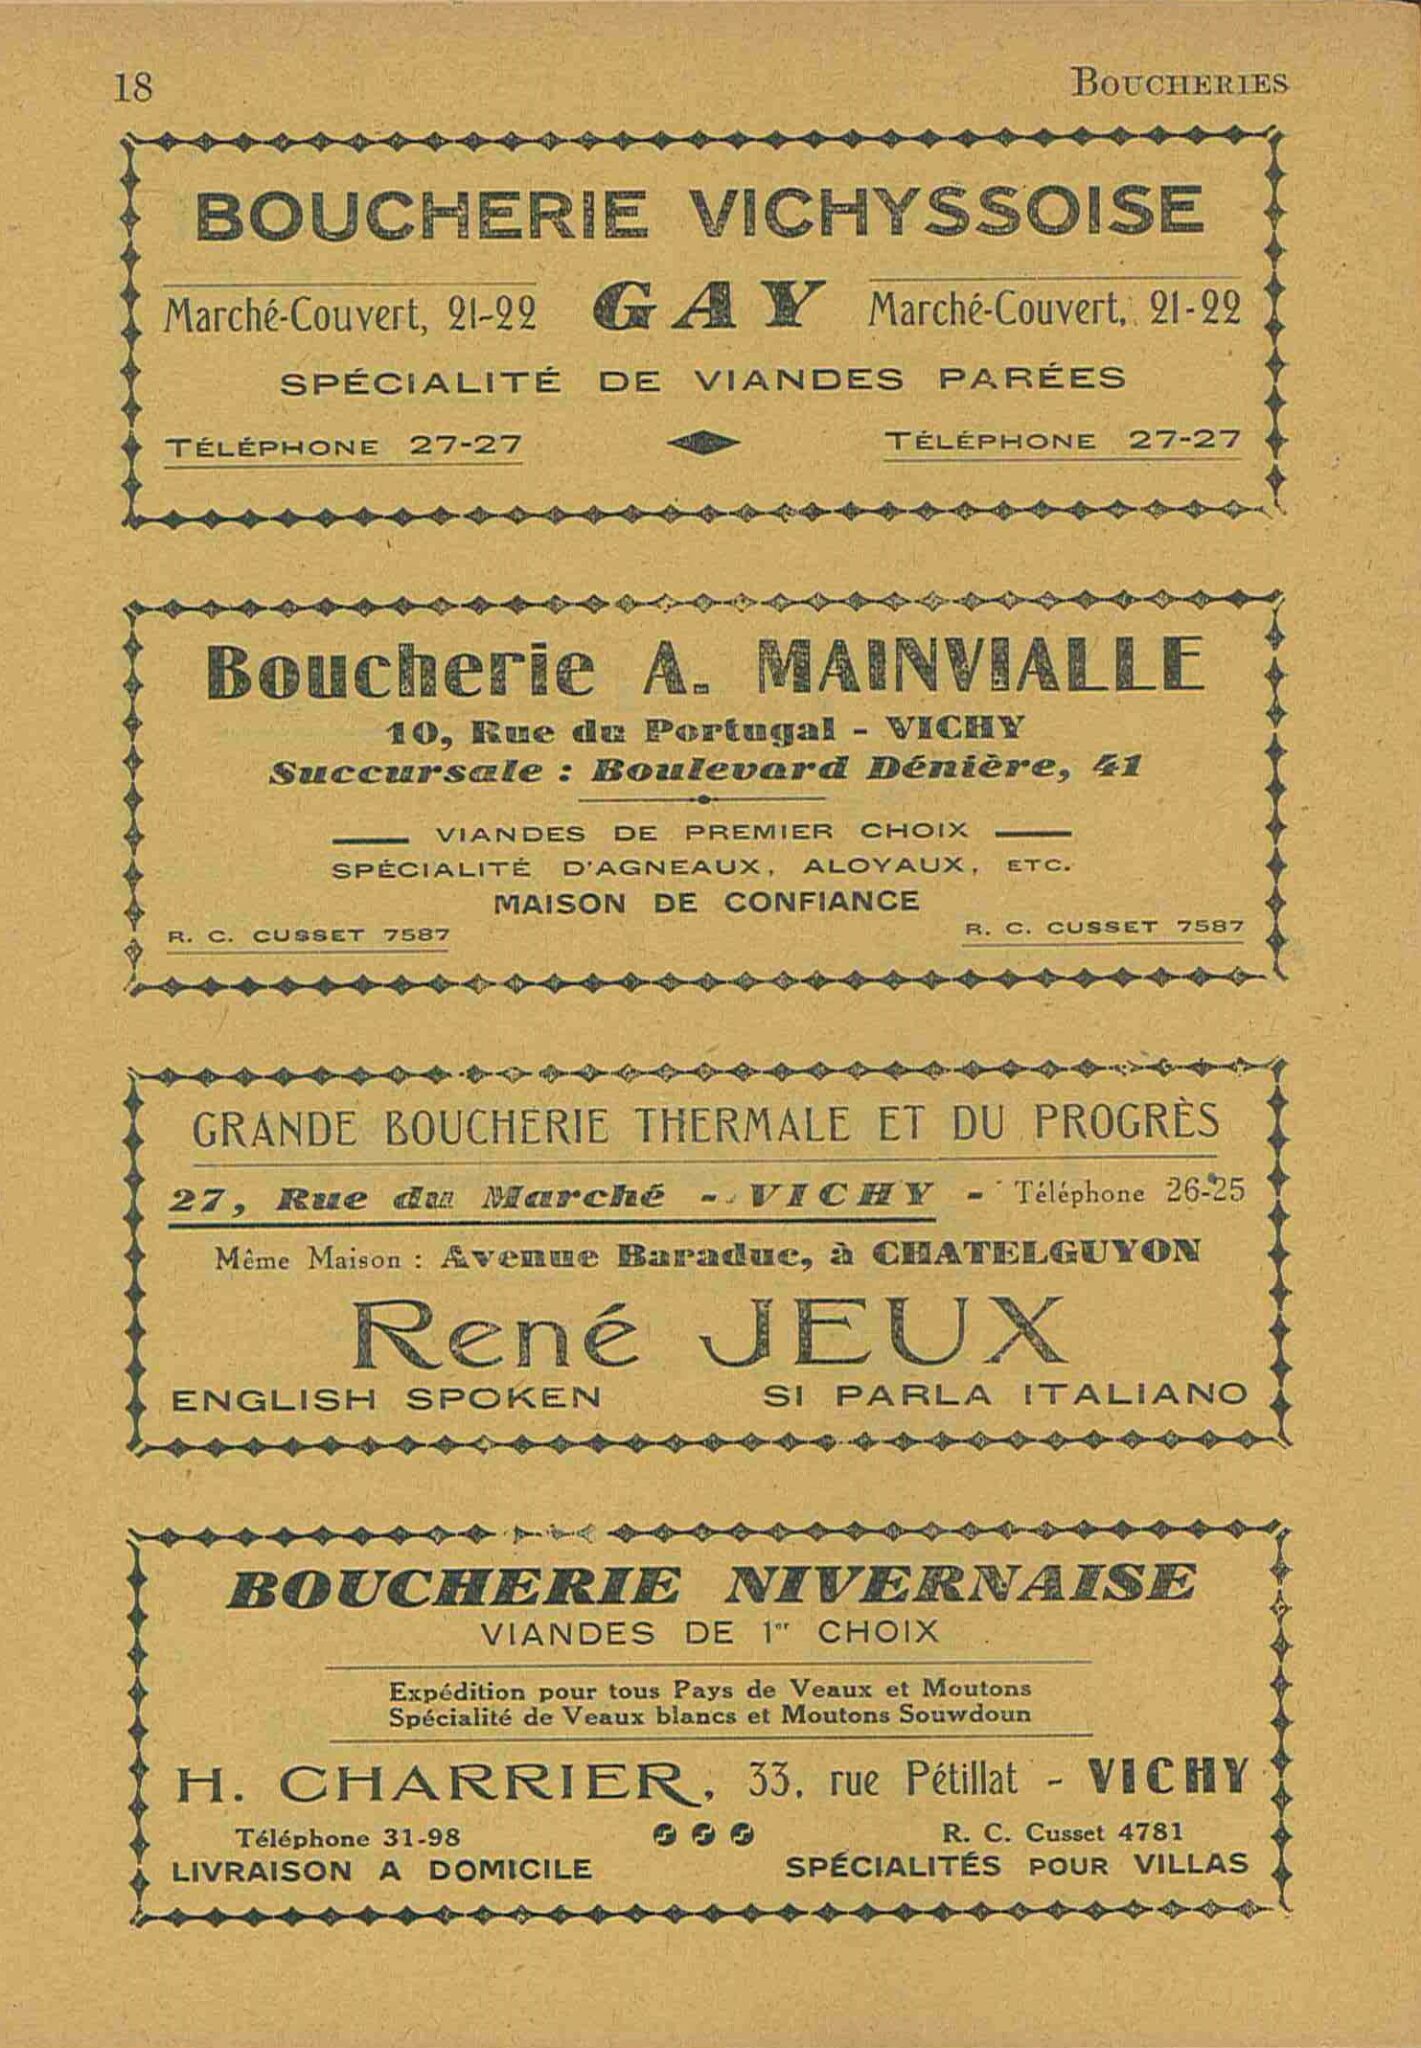 18 BOUCHERIES
BOUCHERIE VICHYSSOISE
Marché-Couvert, 21-22 GAY Marché-Couvert, 21-22
SPÉCIALITÉ DE VIANDES PARÉES
TÉLÉPHONE 27-27 TÉLÉPHONE 27-27
Boucherie A. MAINVIALLE
10, Rue du Portugal - VICHY
Succursale : Boulevard Dénière, 41
VIANDES DE PREMIER CHOIX
SPÉCIALITÉ D'AGNEAUX, ALOYAUX, ETC.
MAISON DE CONFIANCE
R. C. CUSSET 7587 R. C. CUSSET 7587
GRANDE BOUCHERIE THERMALE ET DU PROGRÈS
27, Rue du Marché - VICHY - Téléphone 26-25
Même Maison : Avenue Baraduc, à CHATELGUYON
René JEUX
ENGLISH SPOKEN SI PARLA ITALIANO
BOUCHERIE NIVERNAISE
VIANDES DE 1er CHOIX
Expédition pour tous Pays de Veaux et Moutons
Spécialité de Veaux blancs et Moutons Souwdoun
H. CHARRIER, 33, rue Pétillat - VICHY
Téléphone 31-98 R. C. Cusset 4781
LIVRAISON A DOMICILE SPÉCIALITÉS POUR VILLAS